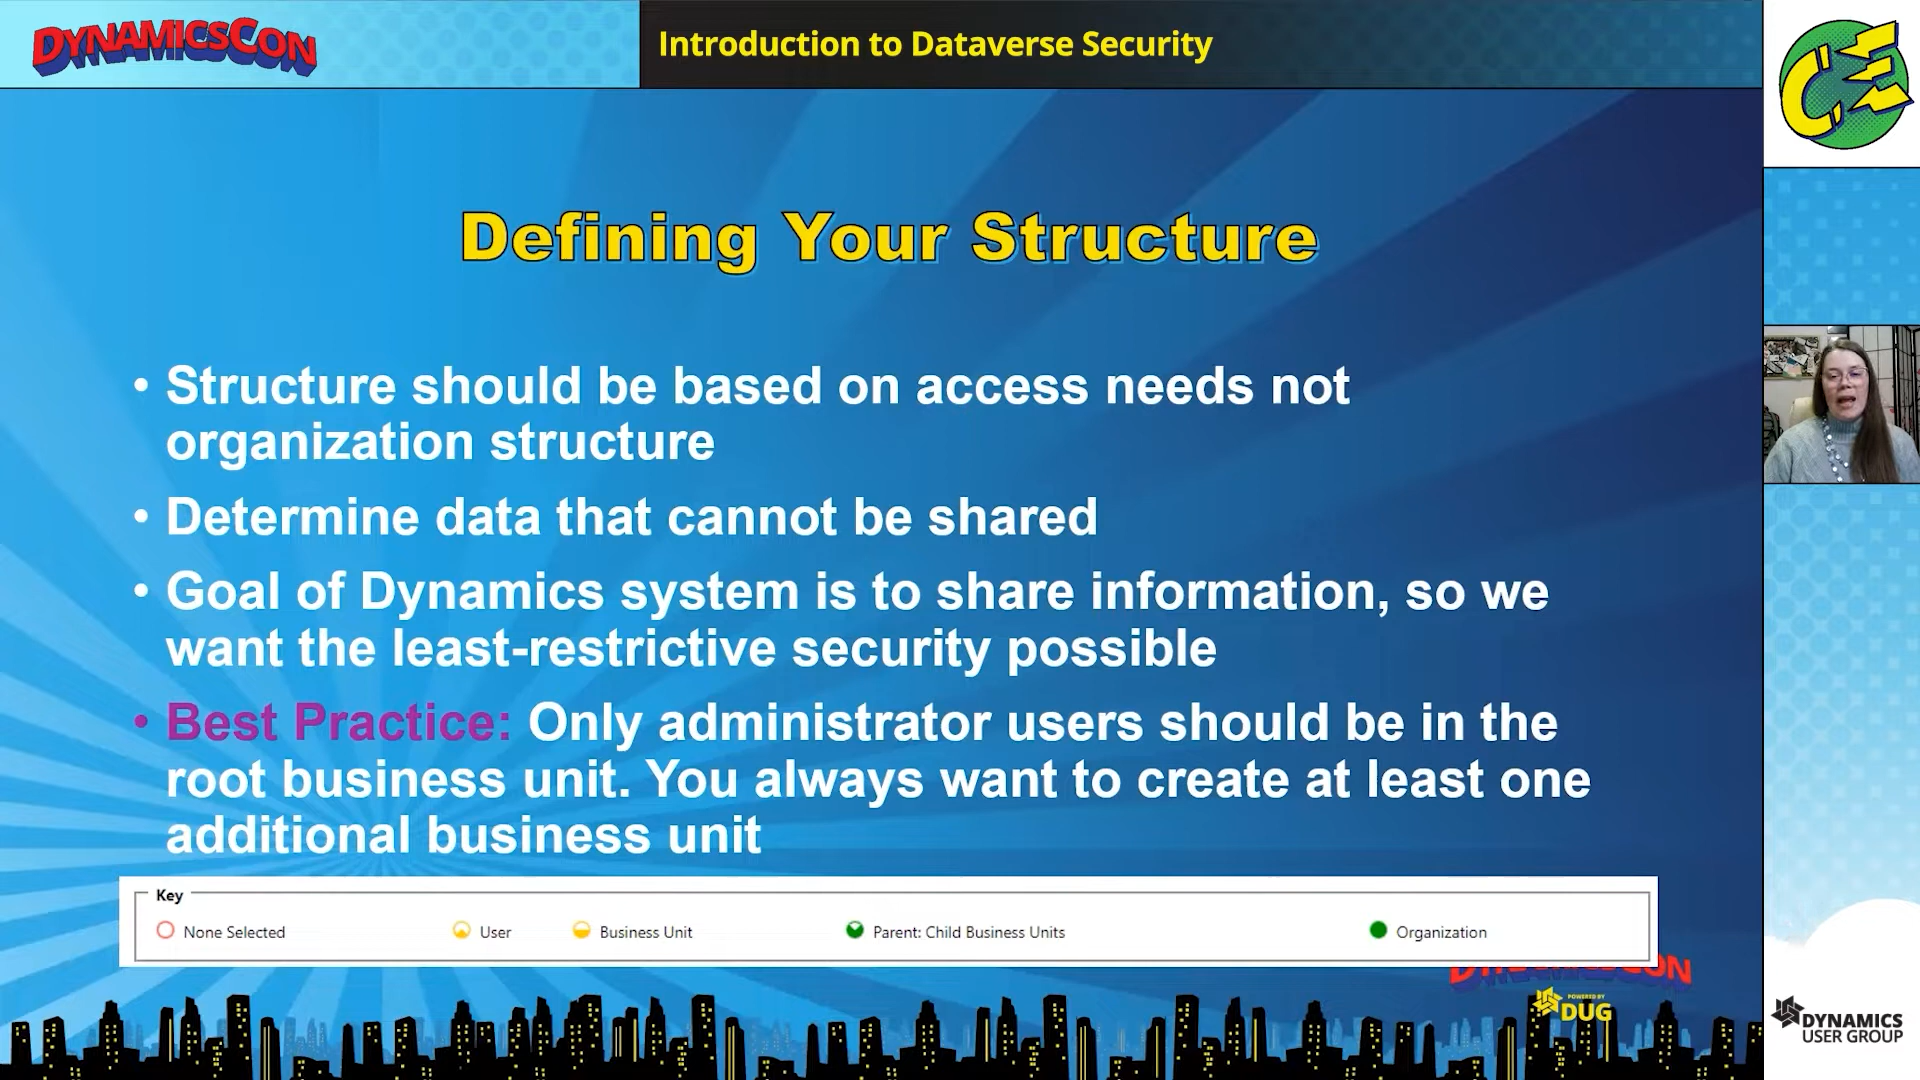 DYNAMICSCON
Introduction to Dataverse Security
CE
Defining Your Structure
• Structure should be based on access needs not
organization structure
• Determine data that cannot be shared
• Goal of Dynamics system is to share information, so we
want the least-restrictive security possible
• Best Practice: Only administrator users should be in the
root business unit. You always want to create at least one
additional business unit
Key
None Selected
User
Business Unit
Parent: Child Business Units
Organization
POWERED BY
DUG
DYNAMICS
USER GROUP